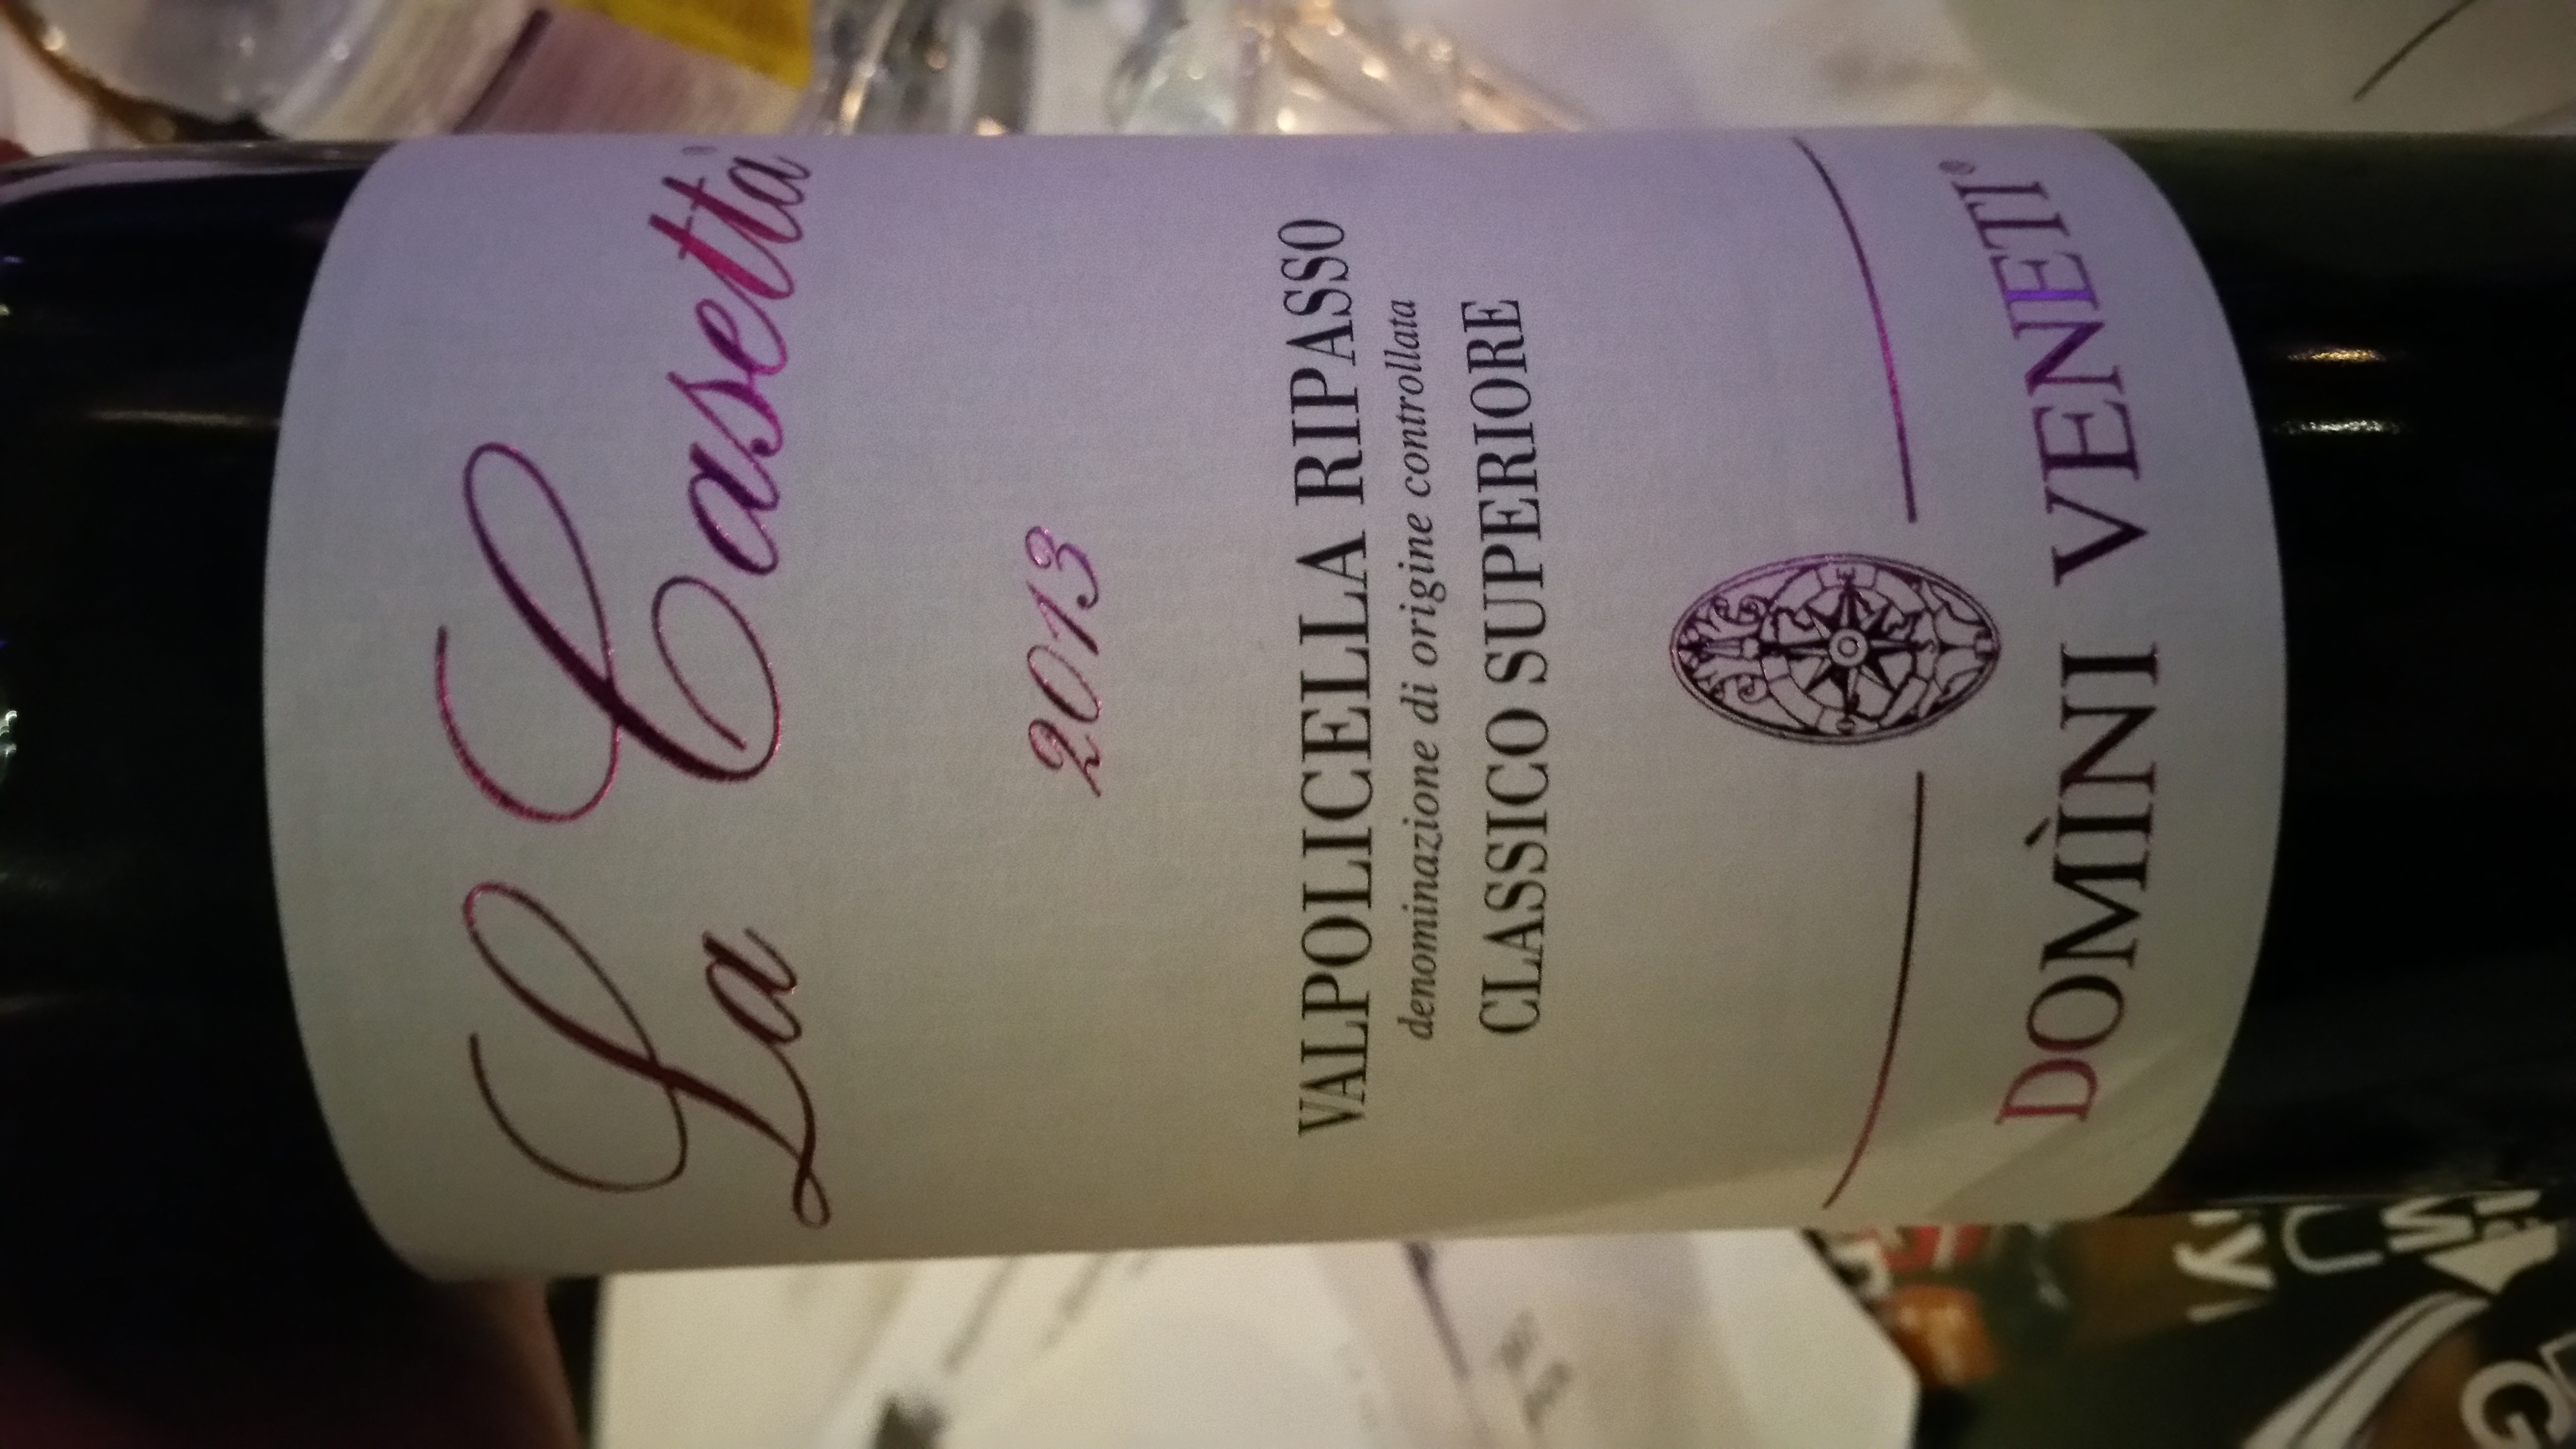 La Casetta®
2013
VALPOLICELLA RIPASSO
denominazione di origine controllata
CLASSICO SUPERIORE
DOMÌNI VENETI®